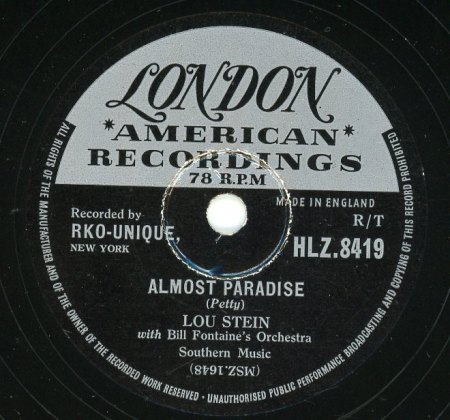 LONDON
*AMERICAN*
RECORDINGS
78 R.P.M
MADE IN ENGLAND
Recorded by
RKO-UNIQUE,
NEW YORK
R/T
HLZ.8419
ALMOST PARADISE
(Petty)
LOU STEIN
with Bill Fontaine's Orchestra
Southern Music
(MSZ.1648)
ALL RIGHTS OF THE MANUFACTURER AND OF THE OWNER OF THE RECORDED WORK RESERVED - UNAUTHORISED PUBLIC PERFORMANCE BROADCASTING AND COPYING OF THIS RECORD PROHIBITED